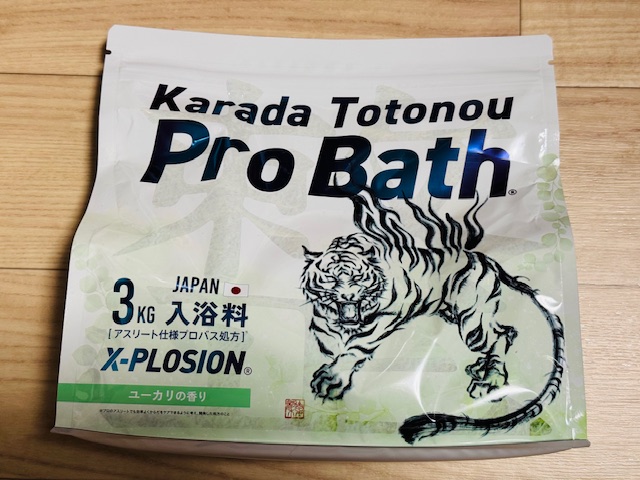 Karada Totonou
Pro Bath®
JAPAN
3KG 入浴料
[アスリート仕様プロバス処方]*
X-PLOSION®
ユーカリの香り